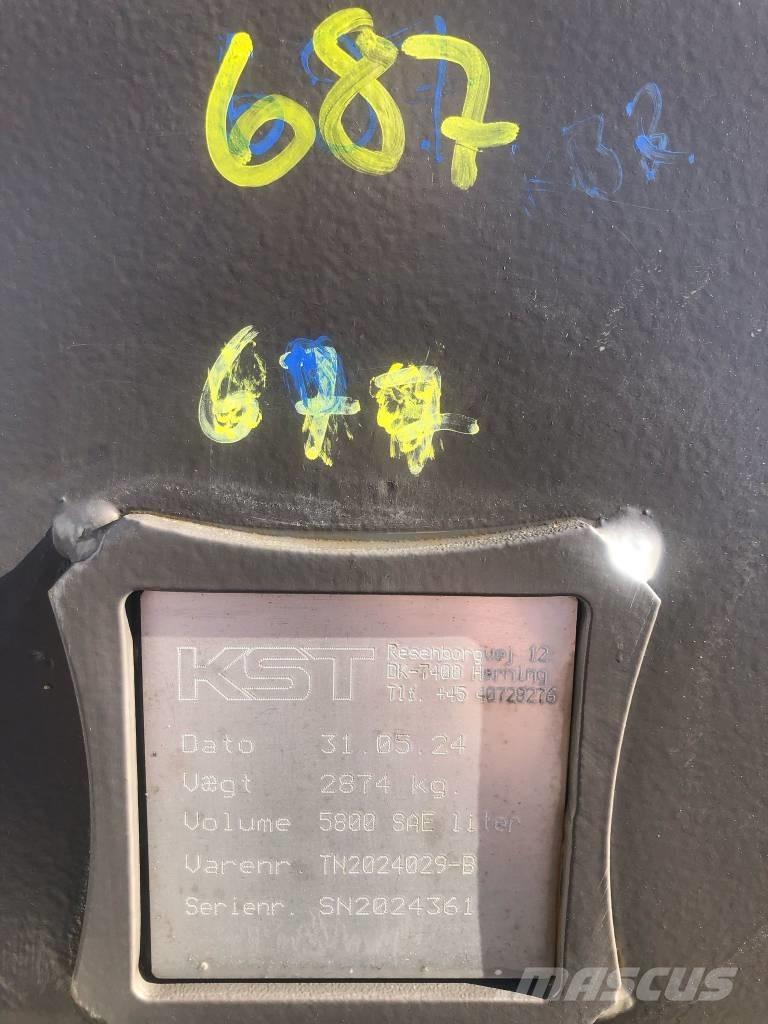 687
677
KST
Resenborgvej 12
DK-7400 Herning
Tlf. +45 40728276
Dato 31.05.24
Vægt 2874 kg.
Volume 5800 SAE liter
Varenr. TN2024029-B
Serienr. SN2024361
MASCUS